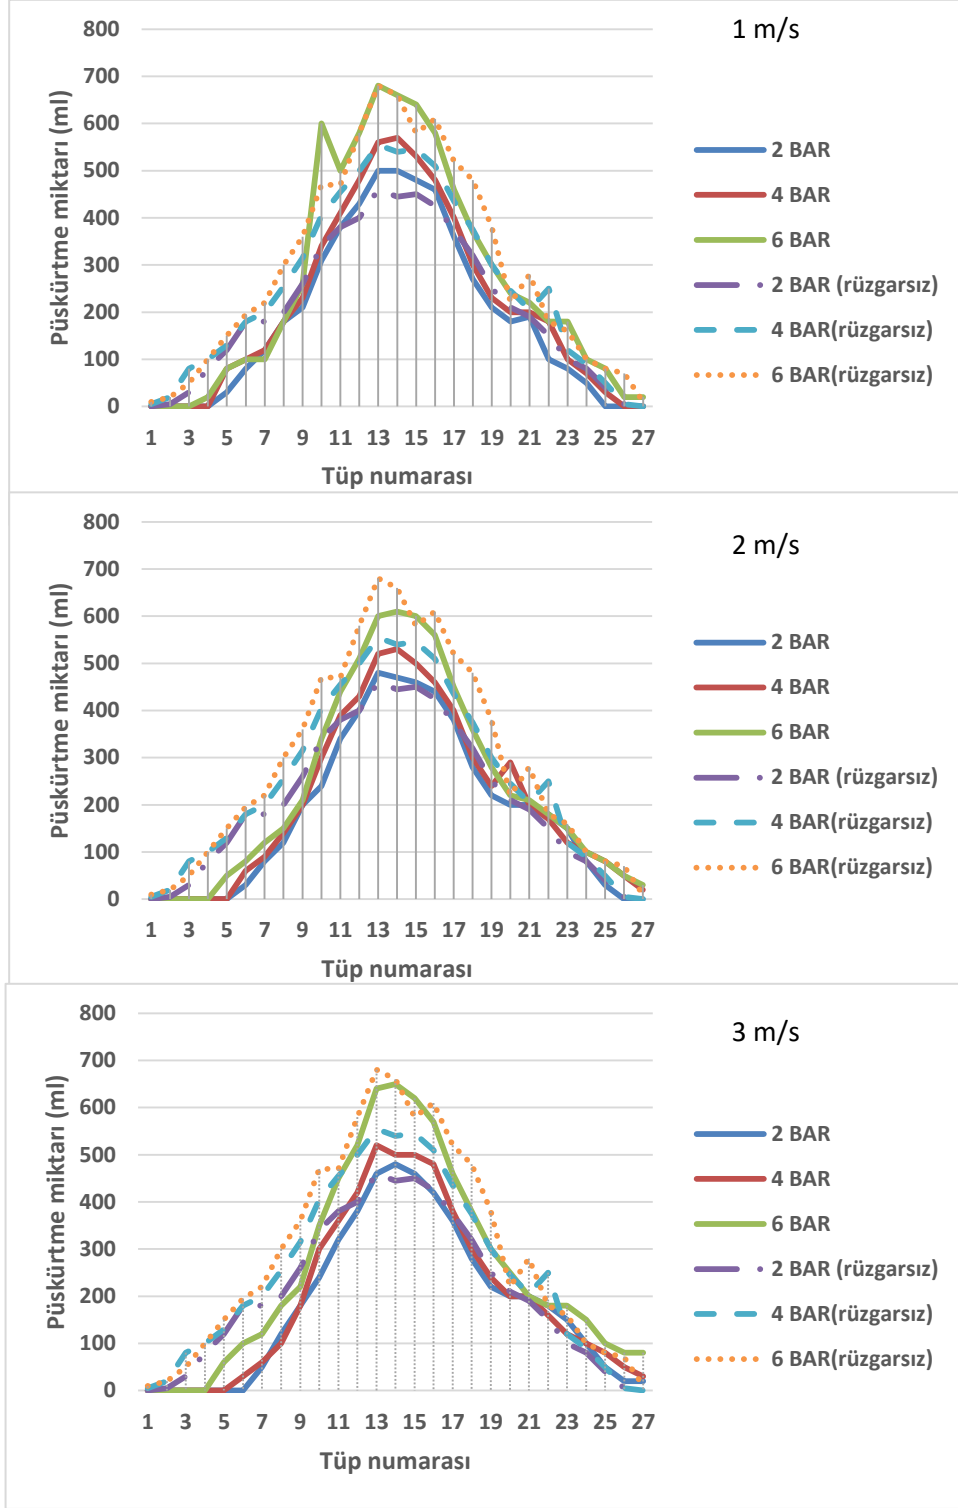 1 m/s
Püskürtme miktarı (ml)
800
700
600
500
400
300
200
100
0
1 3 5 7 9 11 13 15 17 19 21 23 25 27
Tüp numarası
2 BAR
4 BAR
6 BAR
2 BAR (rüzgarsız)
4 BAR(rüzgarsız)
6 BAR(rüzgarsız)
2 m/s
Püskürtme miktarı (ml)
800
700
600
500
400
300
200
100
0
1 3 5 7 9 11 13 15 17 19 21 23 25 27
Tüp numarası
2 BAR
4 BAR
6 BAR
2 BAR (rüzgarsız)
4 BAR(rüzgarsız)
6 BAR(rüzgarsız)
3 m/s
Püskürtme miktarı (ml)
800
700
600
500
400
300
200
100
0
1 3 5 7 9 11 13 15 17 19 21 23 25 27
Tüp numarası
2 BAR
4 BAR
6 BAR
2 BAR (rüzgarsız)
4 BAR(rüzgarsız)
6 BAR(rüzgarsız)